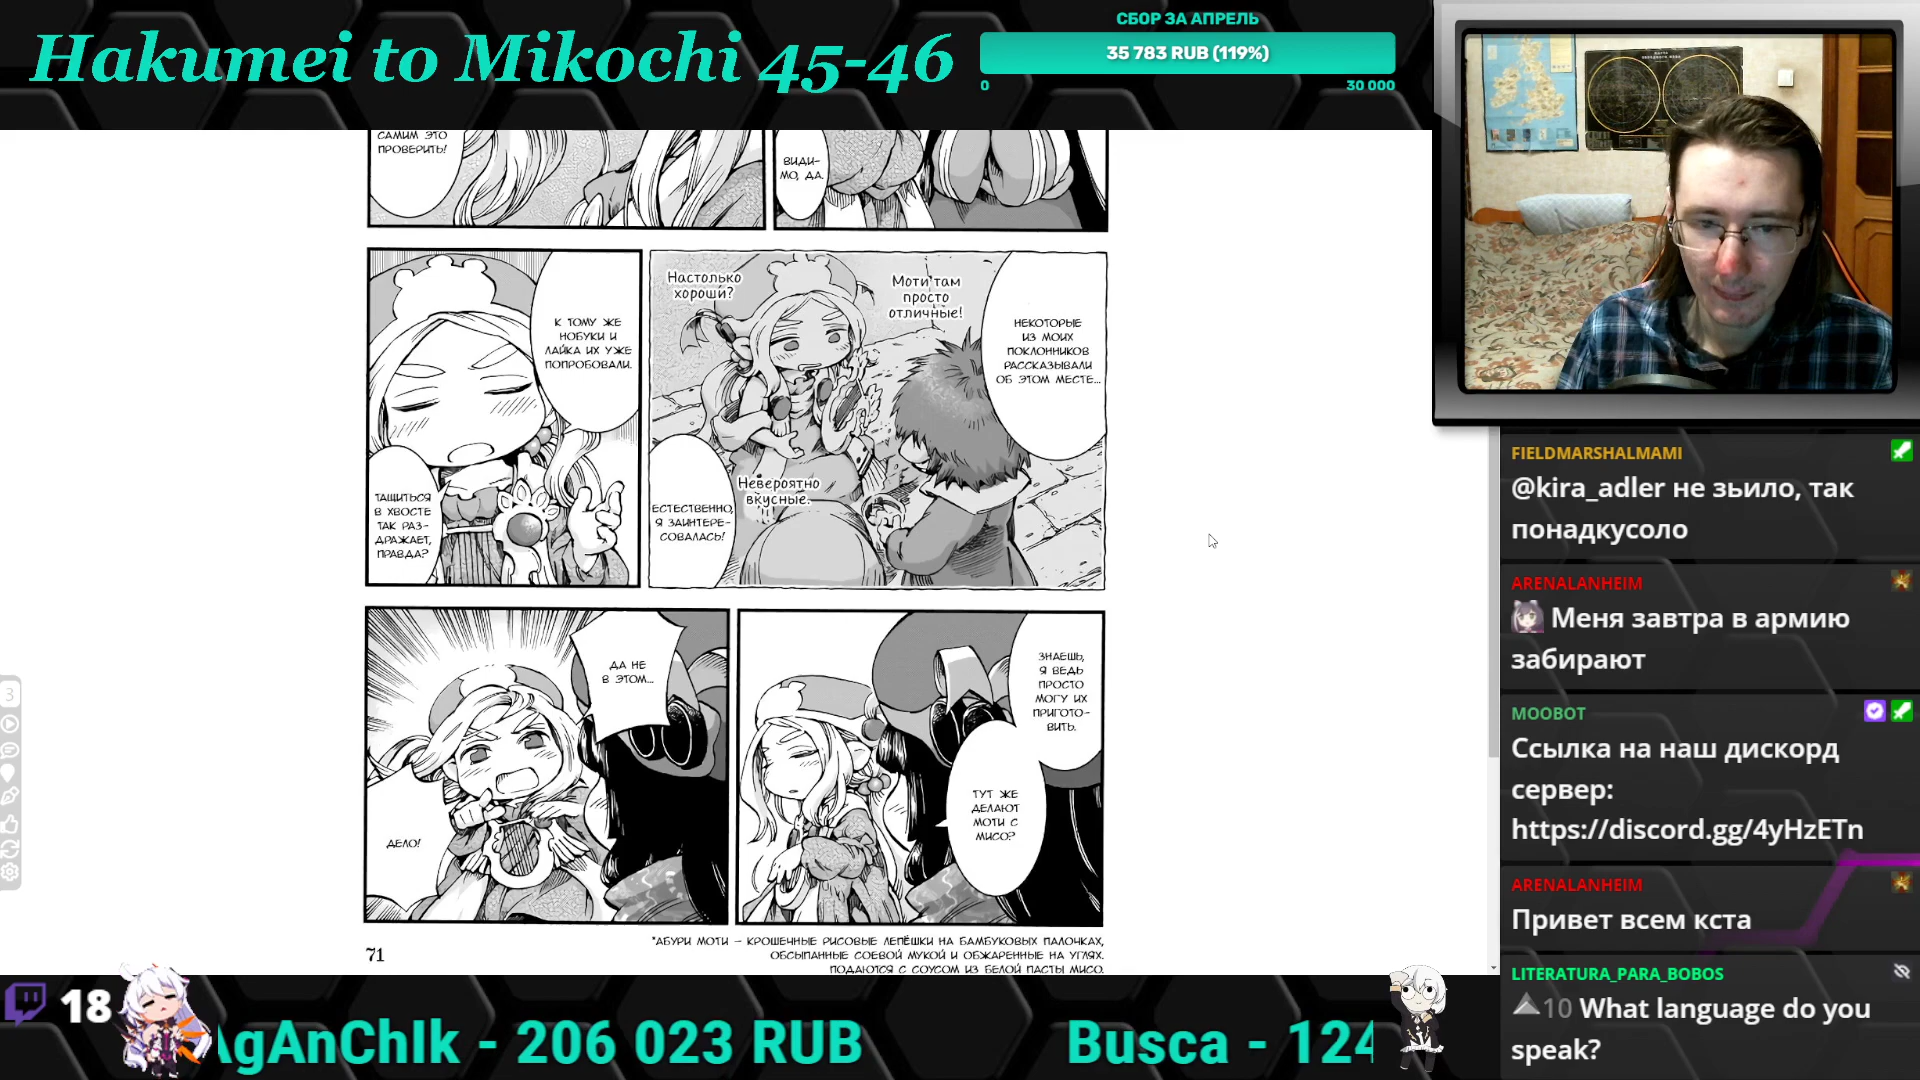 Hakumei to Mikochi 45-46
СБОР ЗА АПРЕЛЬ
35 783 RUB (119%)
0
30 000
САМИМ ЭТО
ПРОВЕРИТЬ!
ВИДИ-
МО, ДА.
К ТОМУ ЖЕ
НОБУКИ И
ЛАЙКА ИХ УЖЕ
ПОПРОБОВАЛИ.
ТАЩИТЬСЯ
В ХВОСТЕ
ТАК РАЗ-
ДРАЖАЕТ,
ПРАВДА?
Настолько
хороши?
Моти там
просто
отличные!
НЕКОТОРЫЕ
ИЗ МОИХ
ПОКЛОННИКОВ
РАССКАЗЫВАЛИ
ОБ ЭТОМ МЕСТЕ...
Невероятно
вкусные.
ЕСТЕСТВЕННО,
Я ЗАИНТЕРЕ-
СОВАЛАСЬ!
ДА НЕ
В ЭТОМ...
ДЕЛО!
ЗНАЕШЬ,
Я ВЕДЬ
ПРОСТО
МОГУ ИХ
ПРИГОТО-
ВИТЬ.
ТУТ ЖЕ
ДЕЛАЮТ
МОТИ С
МИСО?
71
*АБУРИ МОТИ – КРОШЕЧНЫЕ РИСОВЫЕ ЛЕПЁШКИ НА БАМБУКОВЫХ ПАЛОЧКАХ,
ОБСЫПАННЫЕ СОЕВОЙ МУКОЙ И ОБЖАРЕННЫЕ НА УГЛЯХ.
ПОДАЮТСЯ С СОУСОМ ИЗ БЕЛОЙ ПАСТЫ МИСО.
3
FIELDMARSHALMAMI
@kira_adler не зьило, так
понадкусоло
ARENALANHEIM
Меня завтра в армию
забирают
MOOBOT
Ссылка на наш дискорд
сервер:
https://discord.gg/4yHzETn
ARENALANHEIM
Привет всем кста
LITERATURA_PARA_BOBOS
10 What language do you
speak?
18
AgAnChIk - 206 023 RUB
Busca - 124